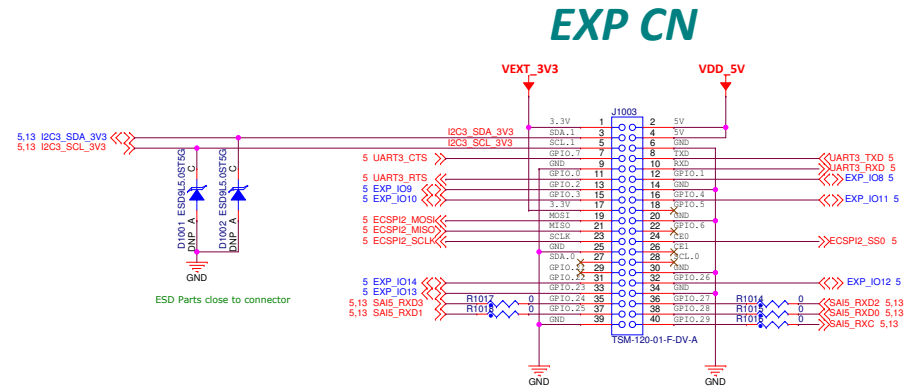 EXP CN
VEXT_3V3 VDD_5V
J1003
3.3V 1 2 5V
5,13 I2C3_SDA_3V3 I2C3_SDA_3V3 SDA.1 3 4 5V
5,13 I2C3_SCL_3V3 I2C3_SCL_3V3 SCL.1 5 6 GND
5 UART3_CTS GPIO.7 7 8 TXD UART3_TXD 5
GND 9 10 RXD UART3_RXD 5
5 UART3_RTS GPIO.0 11 12 GPIO.1 EXP_IO8 5
5 EXP_IO9 GPIO.2 13 14 GND
5 EXP_IO10 GPIO.3 15 16 GPIO.4 EXP_IO11 5
3.3V 17 18 GPIO.5
5 ECSPI2_MOSI MOSI 19 20 GND
5 ECSPI2_MISO MISO 21 22 GPIO.6
5 ECSPI2_SCLK SCLK 23 24 CE0 ECSPI2_SS0 5
GND 25 26 CE1
SDA.0 27 28 SCL.0
29 30 GND
5 EXP_IO14 GPIO.22 31 32 GPIO.26 EXP_IO12 5
5 EXP_IO13 GPIO.23 33 34 GND
5,13 SAI5_RXD3 R1017 0 GPIO.24 35 36 GPIO.27 R1014 0 SAI5_RXD2 5,13
5,13 SAI5_RXD1 0 GPIO.25 37 38 GPIO.28 0 SAI5_RXD0 5,13
GND 39 40 GPIO.29 0 SAI5_RXC 5,13
TSM-120-01-F-DV-A
GND GND
D1001 ESD9L5.0ST5G
DNP A C
D1002 ESD9L5.0ST5G
DNP A C
GND
ESD Parts close to connector